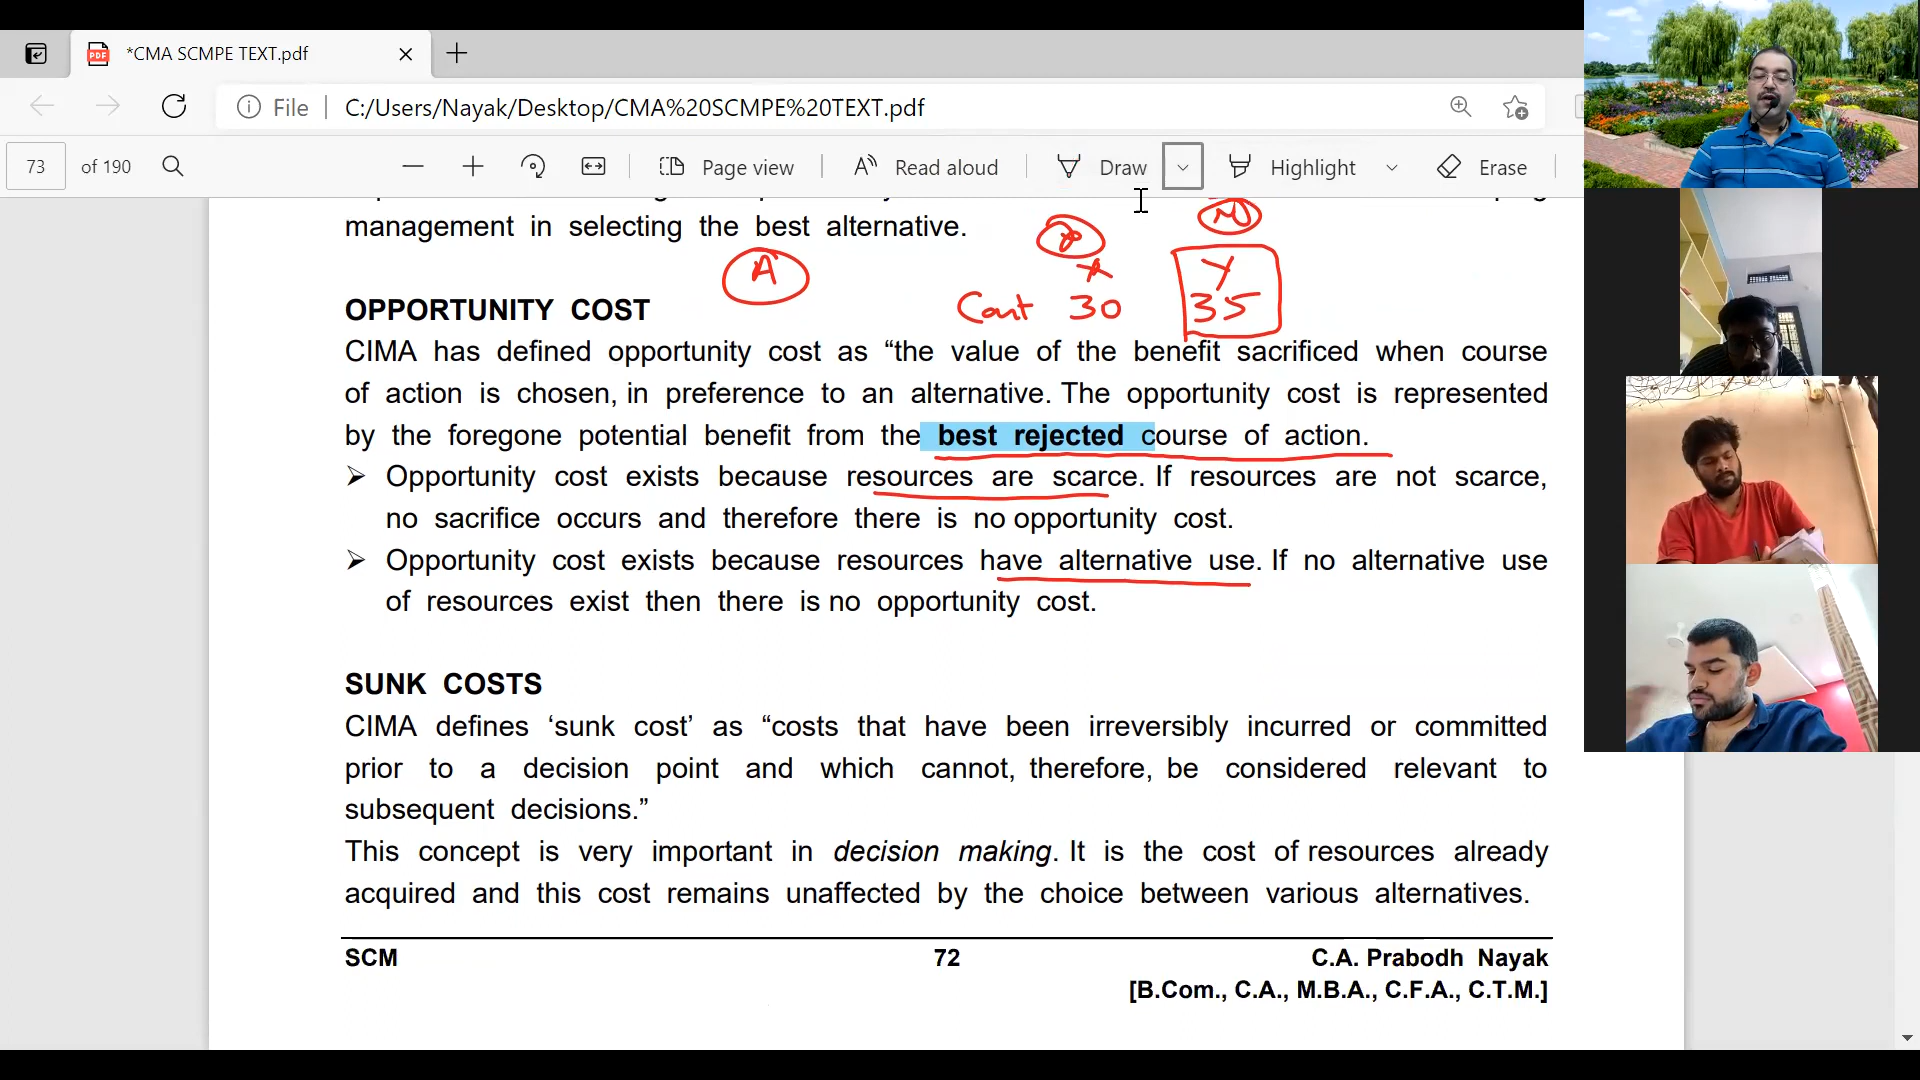 *CMA SCMPE TEXT.pdf
File | C:/Users/Nayak/Desktop/CMA%20SCMPE%20TEXT.pdf
73 of 190 Page view Read aloud Draw Highlight Erase
management in selecting the best alternative.
A
X Y
Cont 30 35
OPPORTUNITY COST
CIMA has defined opportunity cost as “the value of the benefit sacrificed when course
of action is chosen, in preference to an alternative. The opportunity cost is represented
by the foregone potential benefit from the best rejected course of action.
➢ Opportunity cost exists because resources are scarce. If resources are not scarce,
no sacrifice occurs and therefore there is no opportunity cost.
➢ Opportunity cost exists because resources have alternative use. If no alternative use
of resources exist then there is no opportunity cost.
SUNK COSTS
CIMA defines ‘sunk cost’ as “costs that have been irreversibly incurred or committed
prior to a decision point and which cannot, therefore, be considered relevant to
subsequent decisions.”
This concept is very important in decision making. It is the cost of resources already
acquired and this cost remains unaffected by the choice between various alternatives.
SCM 72 C.A. Prabodh Nayak
[B.Com., C.A., M.B.A., C.F.A., C.T.M.]